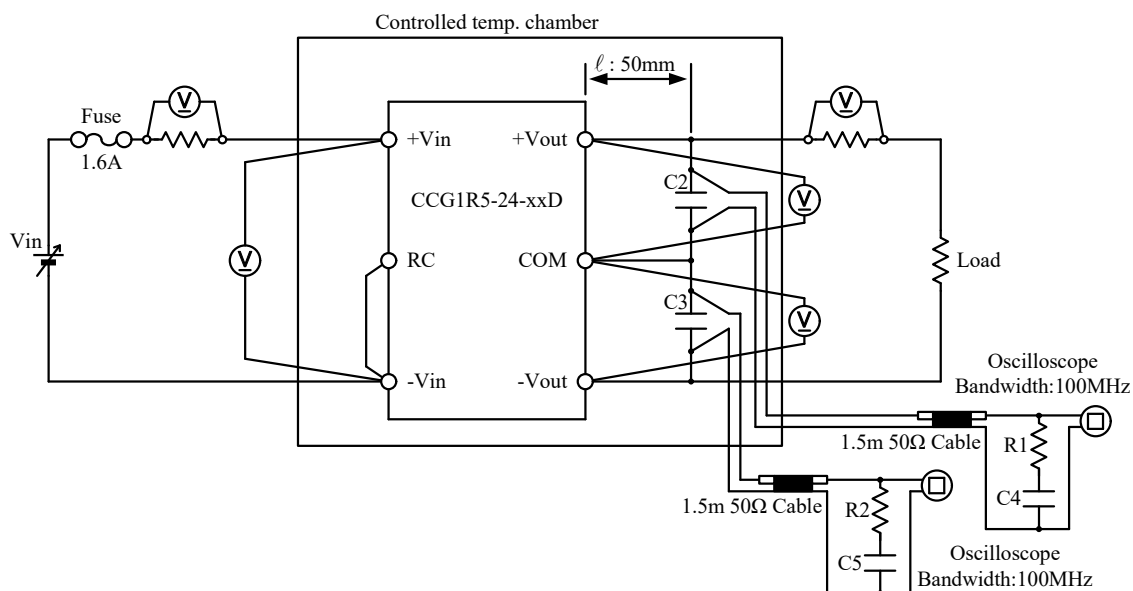 Controlled temp. chamber
ℓ : 50mm
V
V
Fuse
1.6A
+Vin
+Vout
CCG1R5-24-xxD
C2
V
Vin
V
RC
COM
Load
C3
V
-Vin
-Vout
Oscilloscope
Bandwidth:100MHz
1.5m 50Ω Cable
R1
C4
1.5m 50Ω Cable
R2
C5
Oscilloscope
Bandwidth:100MHz